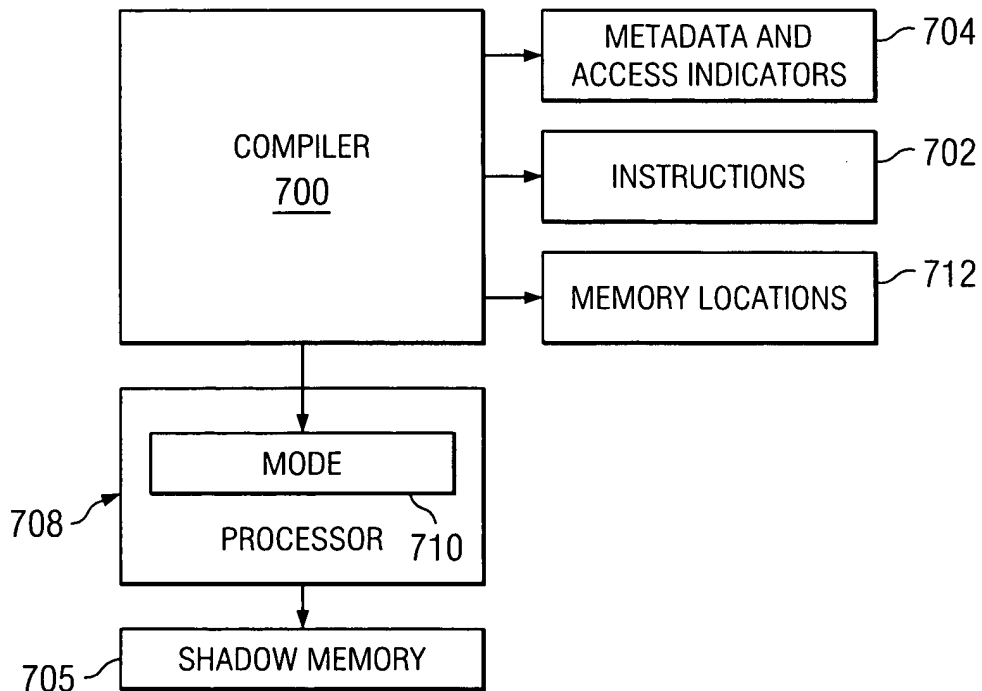 METADATA AND
ACCESS INDICATORS
704
COMPILER
700
INSTRUCTIONS
702
MEMORY LOCATIONS
712
MODE
710
PROCESSOR
708
SHADOW MEMORY
705